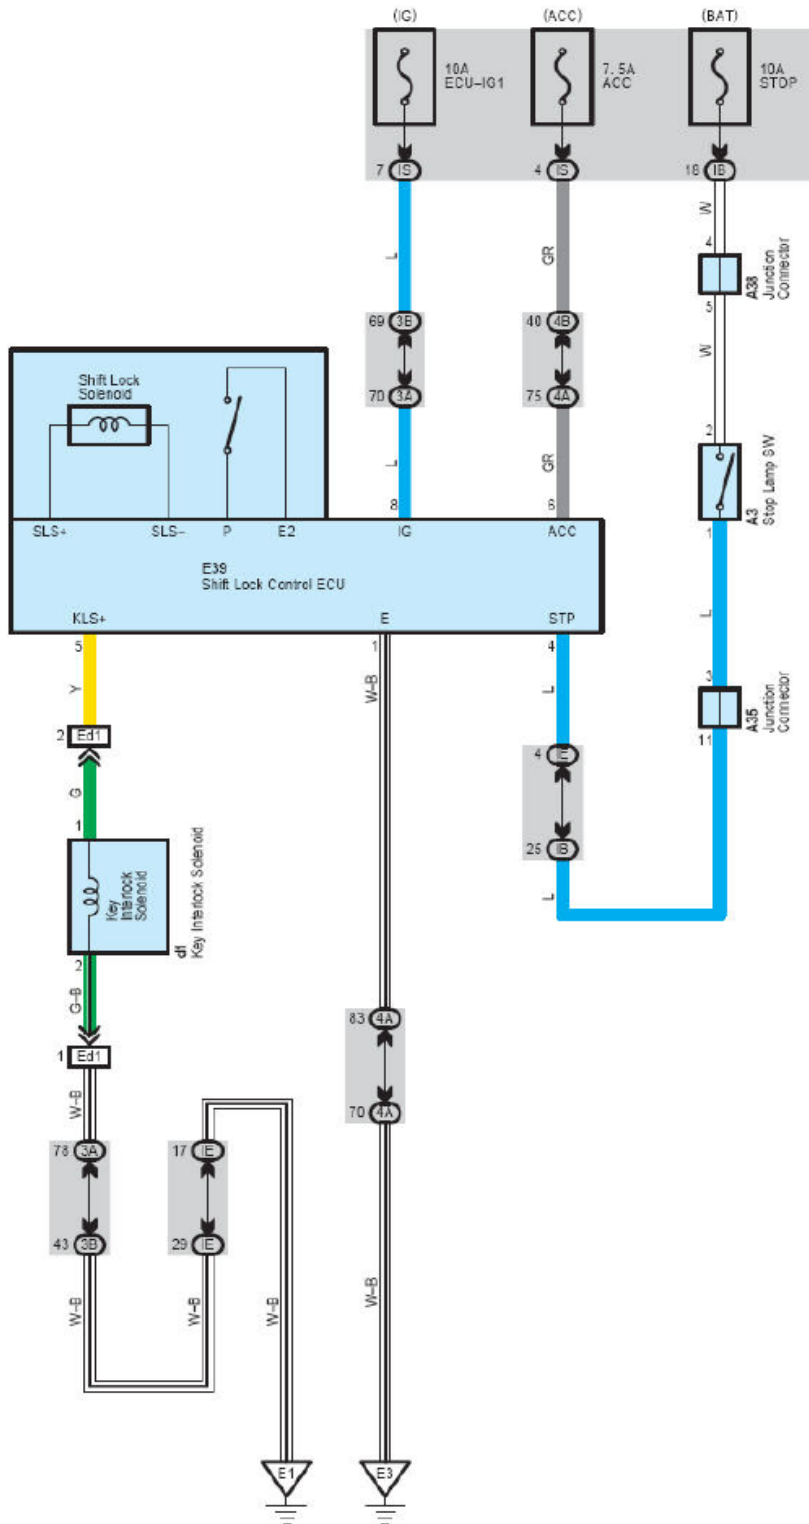 (IG)
(ACC)
(BAT)
10A
ECU-IG1
7.5A
ACC
10A
STOP
7 IS
4 IS
18 IB
L
GR
W
4
A38
Junction
Connector
5
69 3B
40 4B
W
70 3A
75 4A
Shift Lock
Solenoid
L
GR
2
A3
Stop Lamp SW
8
6
1
SLS+
SLS-
P
E2
IG
ACC
E39
Shift Lock Control ECU
KLS+
E
STP
5
1
4
L
Y
W-B
L
3
A35
Junction
Connector
11
2 Ed1
4 IE
G
1
25 IB
Key
Interlock
Solenoid
d1
Key Interlock Solenoid
L
2
G-B
83 4A
1 Ed1
W-B
70 4A
78 3A
17 IE
43 3B
29 IE
W-B
W-B
W-B
W-B
E1
E3